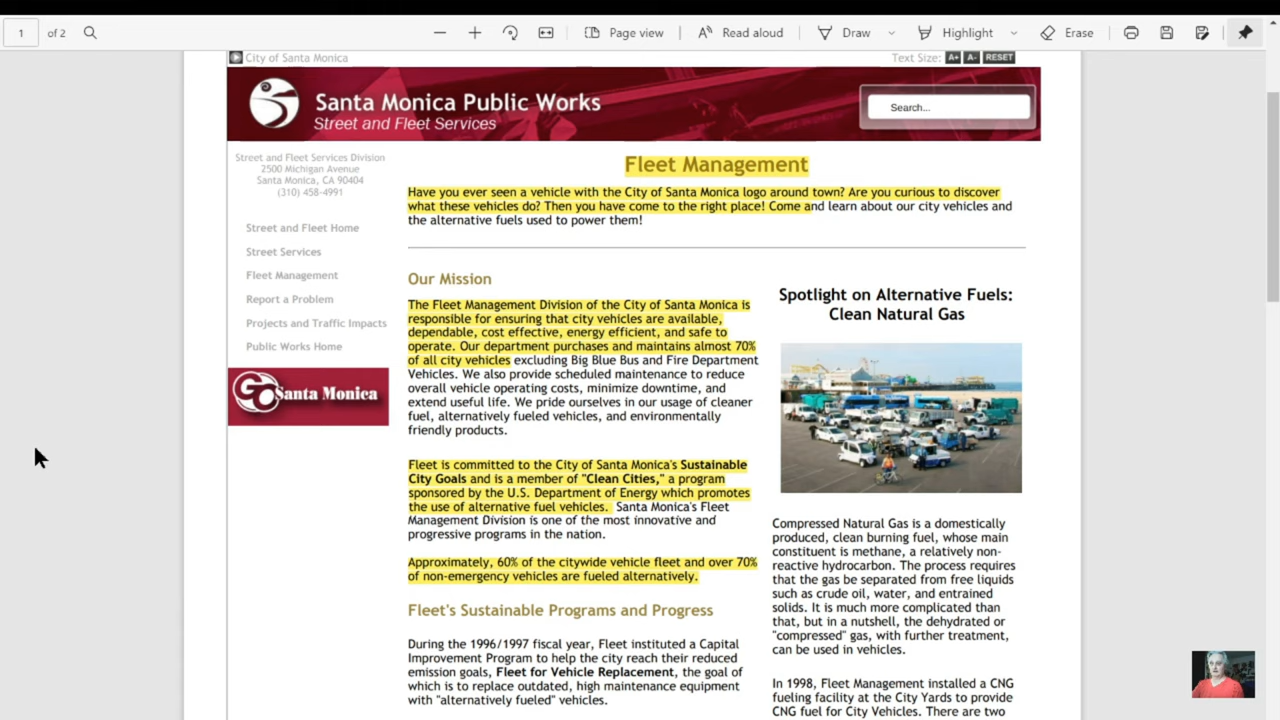 1 of 2 Page view Read aloud Draw Highlight Erase
City of Santa Monica Text Size: A+ A- RESET
Santa Monica Public Works
Street and Fleet Services
Search...
Street and Fleet Services Division
2500 Michigan Avenue
Santa Monica, CA 90404
(310) 458-4991
Street and Fleet Home
Street Services
Fleet Management
Report a Problem
Projects and Traffic Impacts
Public Works Home
GO Santa Monica
Fleet Management
Have you ever seen a vehicle with the City of Santa Monica logo around town? Are you curious to discover
what these vehicles do? Then you have come to the right place! Come and learn about our city vehicles and
the alternative fuels used to power them!
Our Mission
The Fleet Management Division of the City of Santa Monica is
responsible for ensuring that city vehicles are available,
dependable, cost effective, energy efficient, and safe to
operate. Our department purchases and maintains almost 70%
of all city vehicles excluding Big Blue Bus and Fire Department
Vehicles. We also provide scheduled maintenance to reduce
overall vehicle operating costs, minimize downtime, and
extend useful life. We pride ourselves in our usage of cleaner
fuel, alternatively fueled vehicles, and environmentally
friendly products.
Fleet is committed to the City of Santa Monica's Sustainable
City Goals and is a member of "Clean Cities," a program
sponsored by the U.S. Department of Energy which promotes
the use of alternative fuel vehicles. Santa Monica's Fleet
Management Division is one of the most innovative and
progressive programs in the nation.
Approximately, 60% of the citywide vehicle fleet and over 70%
of non-emergency vehicles are fueled alternatively.
Fleet's Sustainable Programs and Progress
During the 1996/1997 fiscal year, Fleet instituted a Capital
Improvement Program to help the city reach their reduced
emission goals, Fleet for Vehicle Replacement, the goal of
which is to replace outdated, high maintenance equipment
with "alternatively fueled" vehicles.
Spotlight on Alternative Fuels:
Clean Natural Gas
Compressed Natural Gas is a domestically
produced, clean burning fuel, whose main
constituent is methane, a relatively non-
reactive hydrocarbon. The process requires
that the gas be separated from free liquids
such as crude oil, water, and entrained
solids. It is much more complicated than
that, but in a nutshell, the dehydrated or
"compressed" gas, with further treatment,
can be used in vehicles.
In 1998, Fleet Management installed a CNG
fueling facility at the City Yards to provide
CNG fuel for City Vehicles. There are two